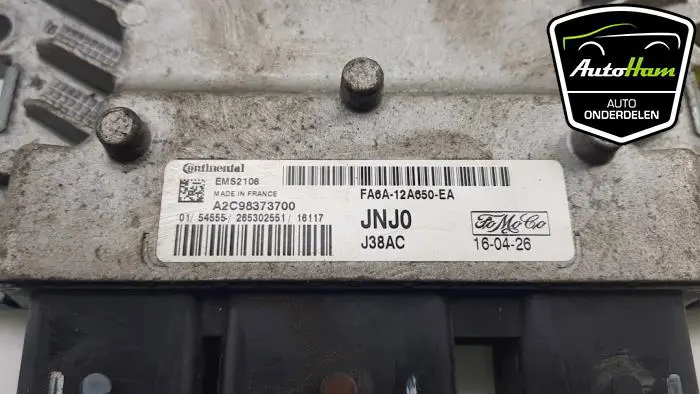 AutoHam
AUTO
ONDERDELEN
Continental
EMS2106
MADE IN FRANCE
A2C98373700
01/ 54555-/ 265302551/ 16117
FA6A-12A650-EA
JNJ0
J38AC
FoMoCo
16-04-26